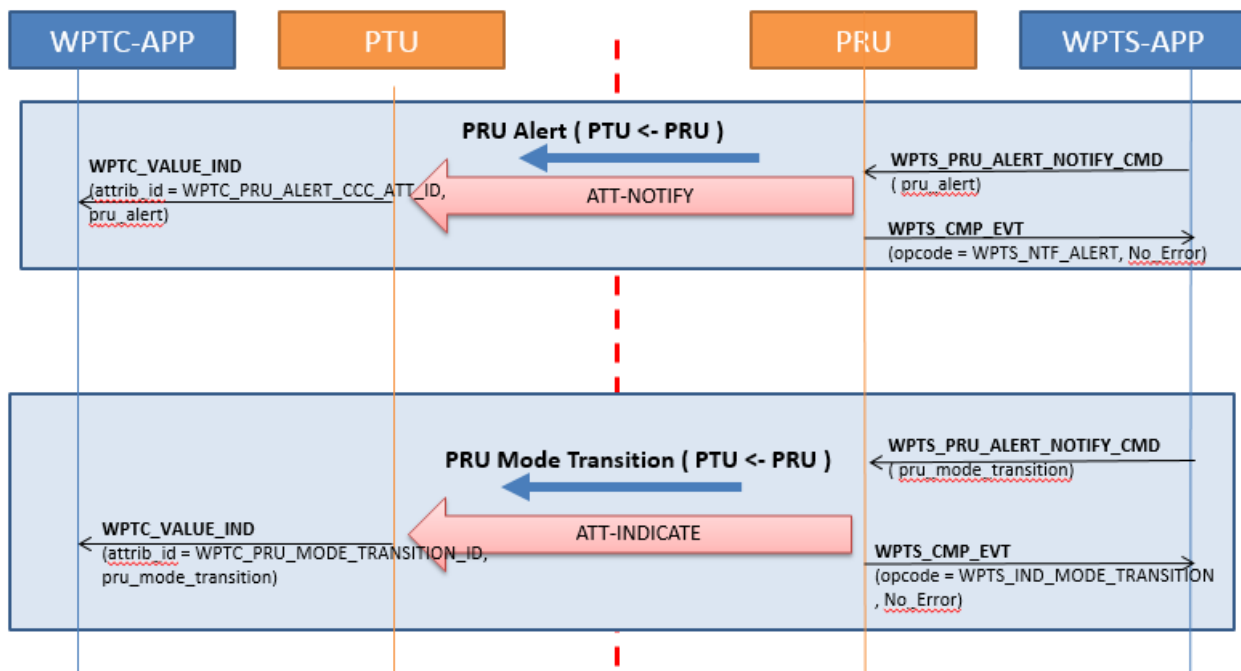 WPTC-APP
PTU
PRU
WPTS-APP
PRU Alert ( PTU <- PRU )
WPTC_VALUE_IND
(attrib_id = WPTC_PRU_ALERT_CCC_ATT_ID,
pru_alert)
ATT-NOTIFY
WPTS_PRU_ALERT_NOTIFY_CMD
( pru_alert)
WPTS_CMP_EVT
(opcode = WPTS_NTF_ALERT, No_Error)
PRU Mode Transition ( PTU <- PRU )
WPTS_PRU_ALERT_NOTIFY_CMD
( pru_mode_transition)
WPTC_VALUE_IND
(attrib_id = WPTC_PRU_MODE_TRANSITION_ID,
pru_mode_transition)
ATT-INDICATE
WPTS_CMP_EVT
(opcode = WPTS_IND_MODE_TRANSITION
, No_Error)